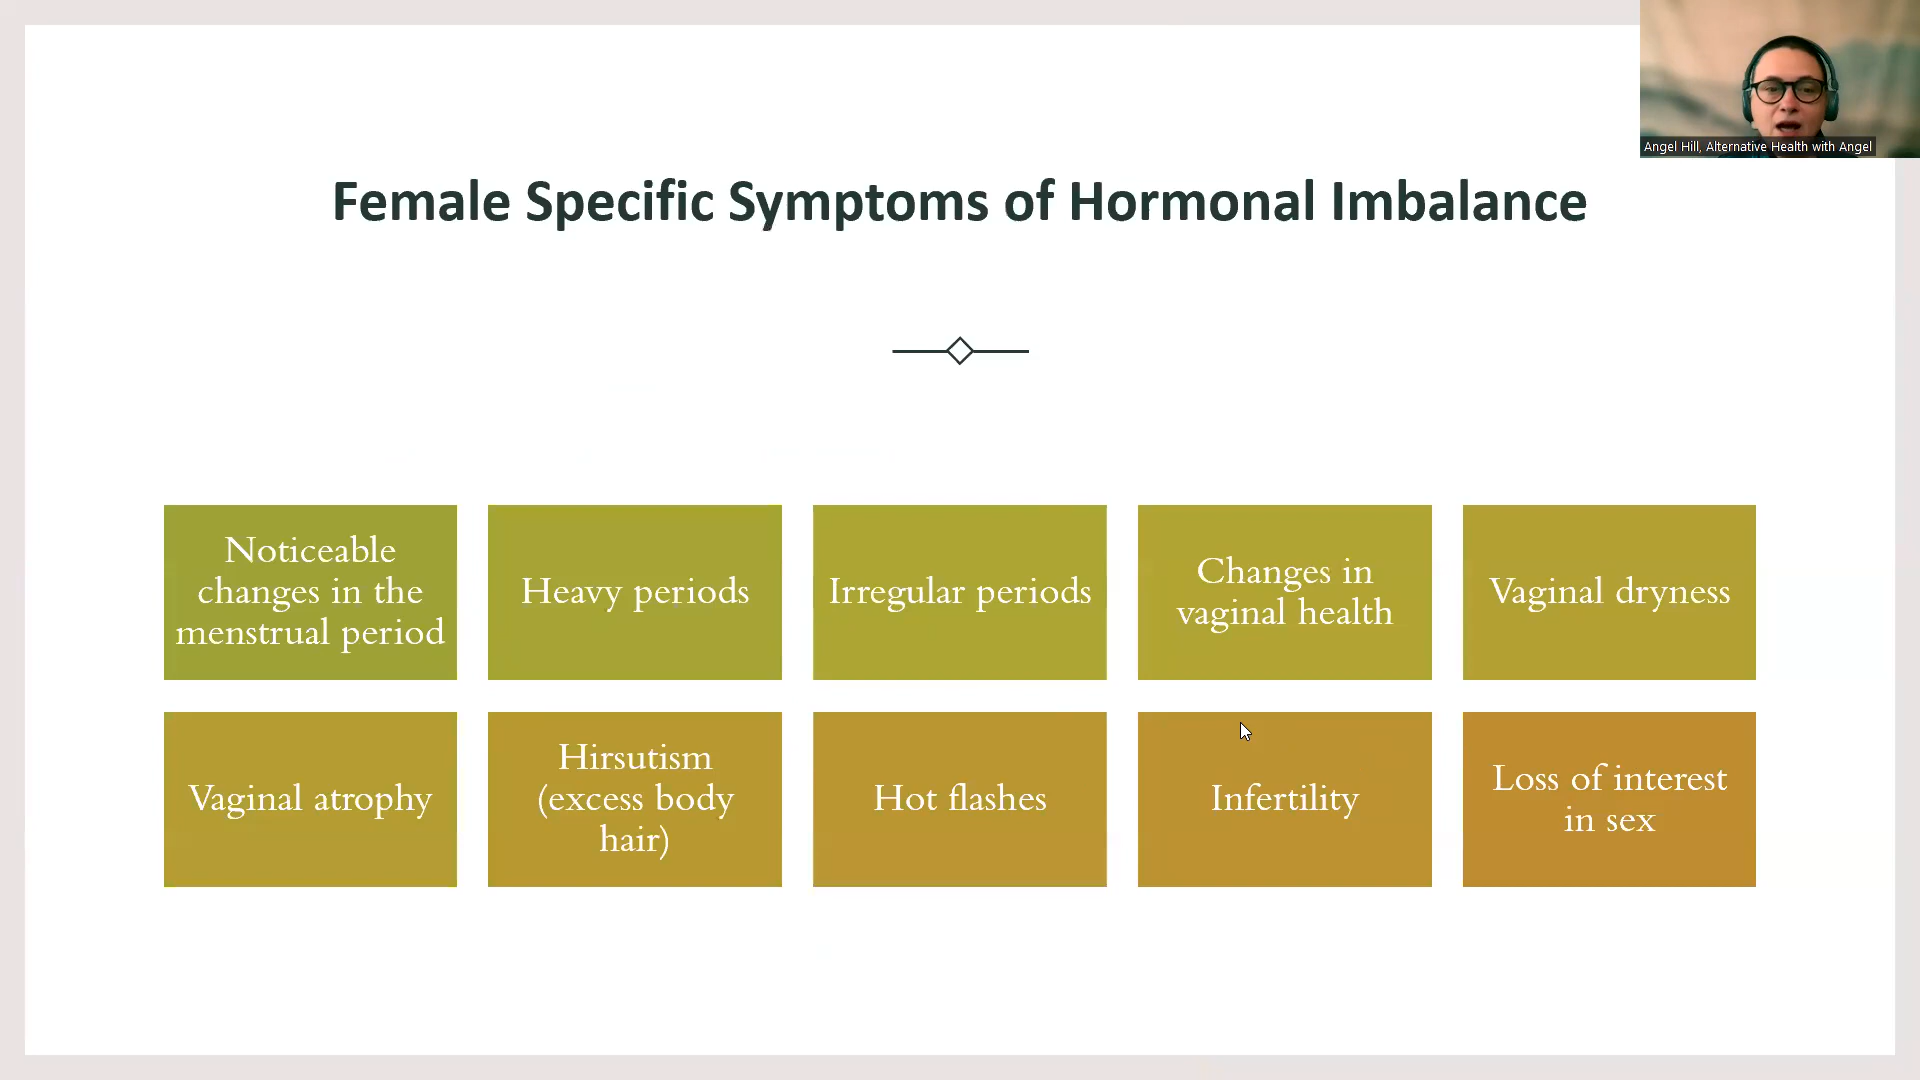 Angel Hill, Alternative Health with Angel
Female Specific Symptoms of Hormonal Imbalance
Noticeable
changes in the
menstrual period
Heavy periods
Irregular periods
Changes in
vaginal health
Vaginal dryness
Vaginal atrophy
Hirsutism
(excess body
hair)
Hot flashes
Infertility
Loss of interest
in sex